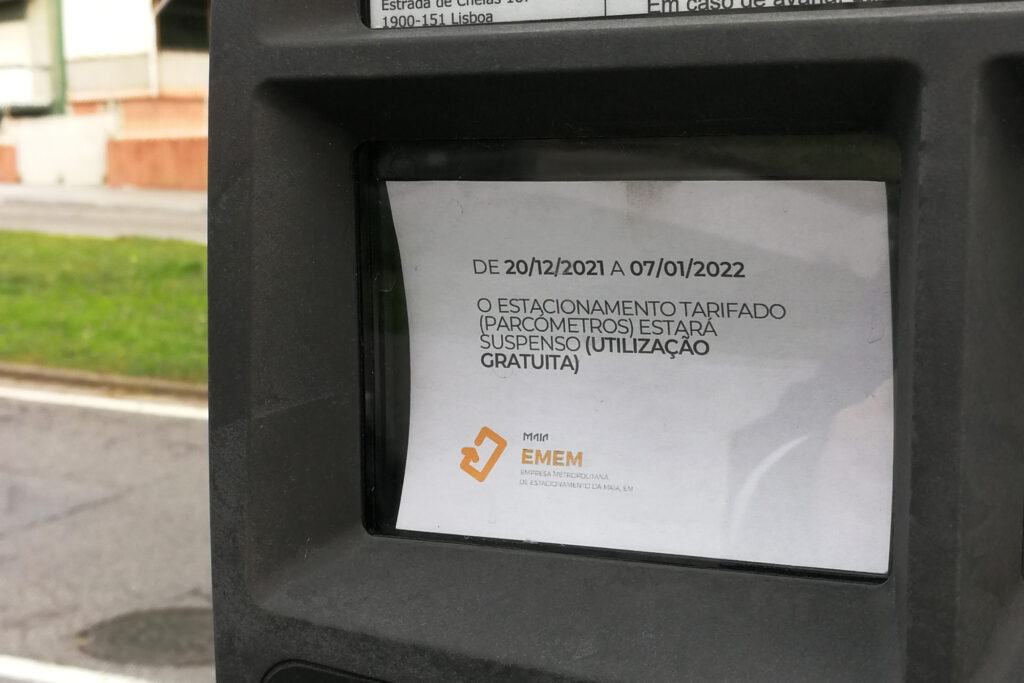 Estrada de Chelas
1900-151 Lisboa
Em caso de
DE 20/12/2021 A 07/01/2022
O ESTACIONAMENTO TARIFADO
(PARCÓMETROS) ESTARÁ
SUSPENSO (UTILIZAÇÃO
GRATUITA)
MAIA
EMEM
EMPRESA METROPOLITANA
DE ESTACIONAMENTO DA MAIA, EM